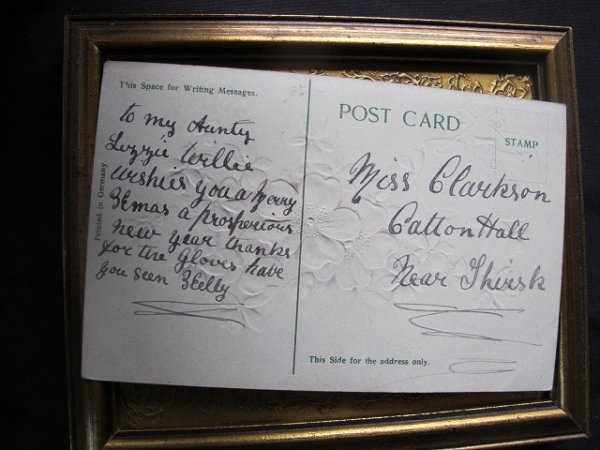 This Space for Writing Messages.
to my Aunty
Lizzie Willie
wishes you a Merry
Xmas a prosperious
new year thanks
for the gloves have
you seen Kelly
Printed in Germany.
POST CARD
STAMP
Miss Clarkson
Catton Hall
Near Thirsk
This Side for the address only.